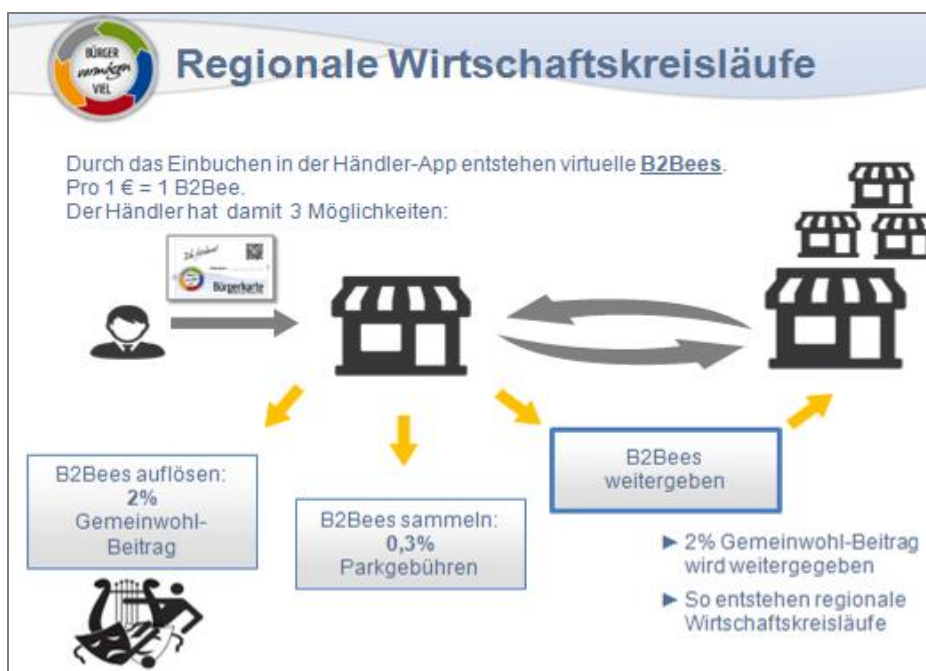 BÜRGER
vermögen
VIEL
Regionale Wirtschaftskreisläufe
Durch das Einbuchen in der Händler-App entstehen virtuelle B2Bees.
Pro 1 € = 1 B2Bee.
Der Händler hat damit 3 Möglichkeiten:
Bürgerkarte
B2Bees auflösen:
2%
Gemeinwohl-
Beitrag
B2Bees sammeln:
0,3%
Parkgebühren
B2Bees
weitergeben
► 2% Gemeinwohl-Beitrag
wird weitergegeben
► So entstehen regionale
Wirtschaftskreisläufe